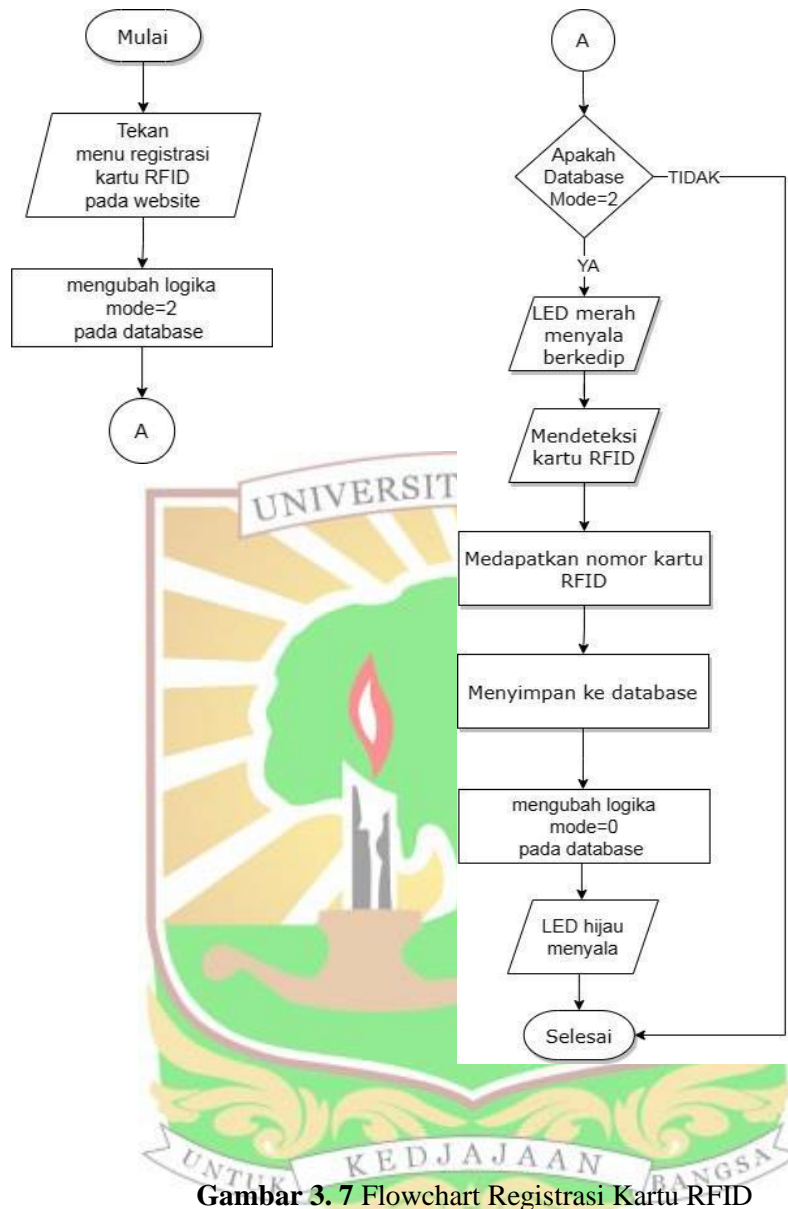 Mulai
Tekan
menu registrasi
kartu RFID
pada website
mengubah logika
mode=2
pada database
A
A
Apakah
Database
Mode=2
TIDAK
YA
LED merah
menyala
berkedip
Mendeteksi
kartu RFID
Medapatkan nomor kartu
RFID
Menyimpan ke database
mengubah logika
mode=0
pada database
LED hijau
menyala
Selesai
UNIVERSIT
UNTUK KEDJAJAAN BANGSA
Gambar 3. 7 Flowchart Registrasi Kartu RFID